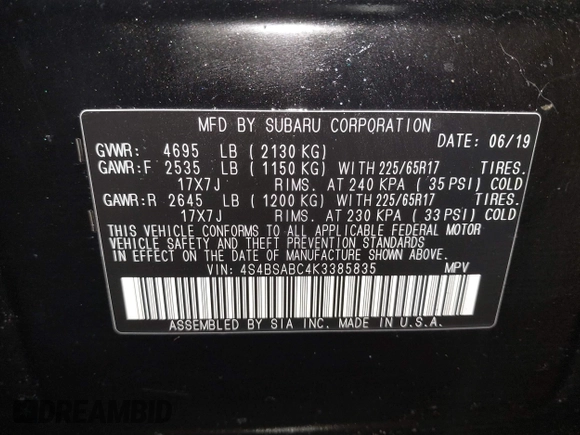 MFD BY SUBARU CORPORATION
GVWR: 4695 LB (2130 KG) DATE: 06/19
GAWR:F 2535 LB (1150 KG) WITH 225/65R17 TIRES.
17X7J RIMS. AT 240 KPA (35 PSI) COLD
GAWR:R 2645 LB (1200 KG) WITH 225/65R17 TIRES.
17X7J RIMS. AT 230 KPA (33 PSI) COLD
THIS VEHICLE CONFORMS TO ALL APPLICABLE FEDERAL MOTOR
VEHICLE SAFETY AND THEFT PREVENTION STANDARDS
IN EFFECT ON THE DATE OF MANUFACTURE SHOWN ABOVE.
VIN: 4S4BSABC4K3385835 MPV
ASSEMBLED BY SIA INC. MADE IN U.S.A.
DREAMBID